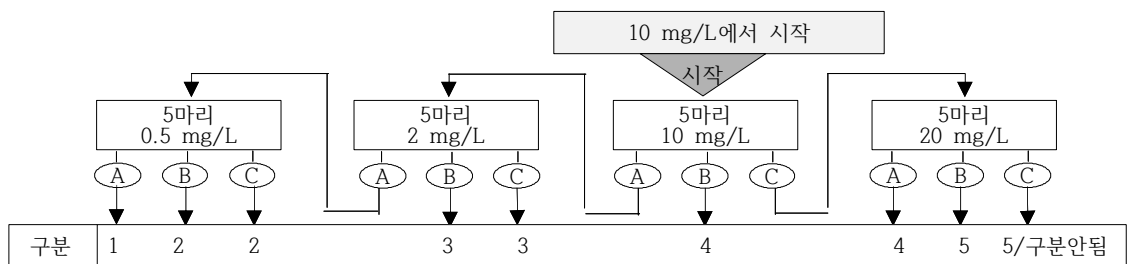 10 mg/L에서 시작
시작
5마리
0.5 mg/L
5마리
2 mg/L
5마리
10 mg/L
5마리
20 mg/L
A B C A B C A B C A B C
구분 1 2 2 3 3 4 4 5 5/구분안됨